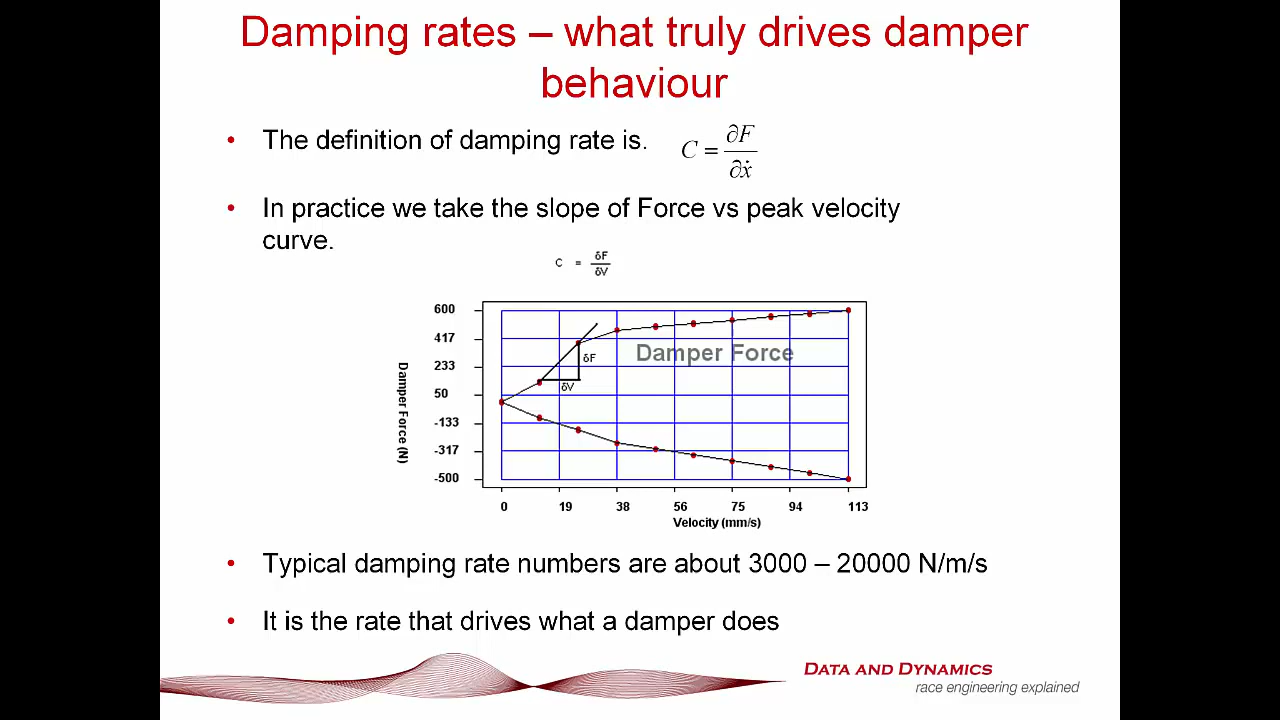 Damping rates – what truly drives damper
behaviour
• The definition of damping rate is. C = ∂F / ∂ẋ
• In practice we take the slope of Force vs peak velocity
curve.
C = δF / δV
600
417
233
50
-133
-317
-500
Damper Force (N)
Damper Force
δF
δV
0 19 38 56 75 94 113
Velocity (mm/s)
• Typical damping rate numbers are about 3000 – 20000 N/m/s
• It is the rate that drives what a damper does
DATA AND DYNAMICS
race engineering explained